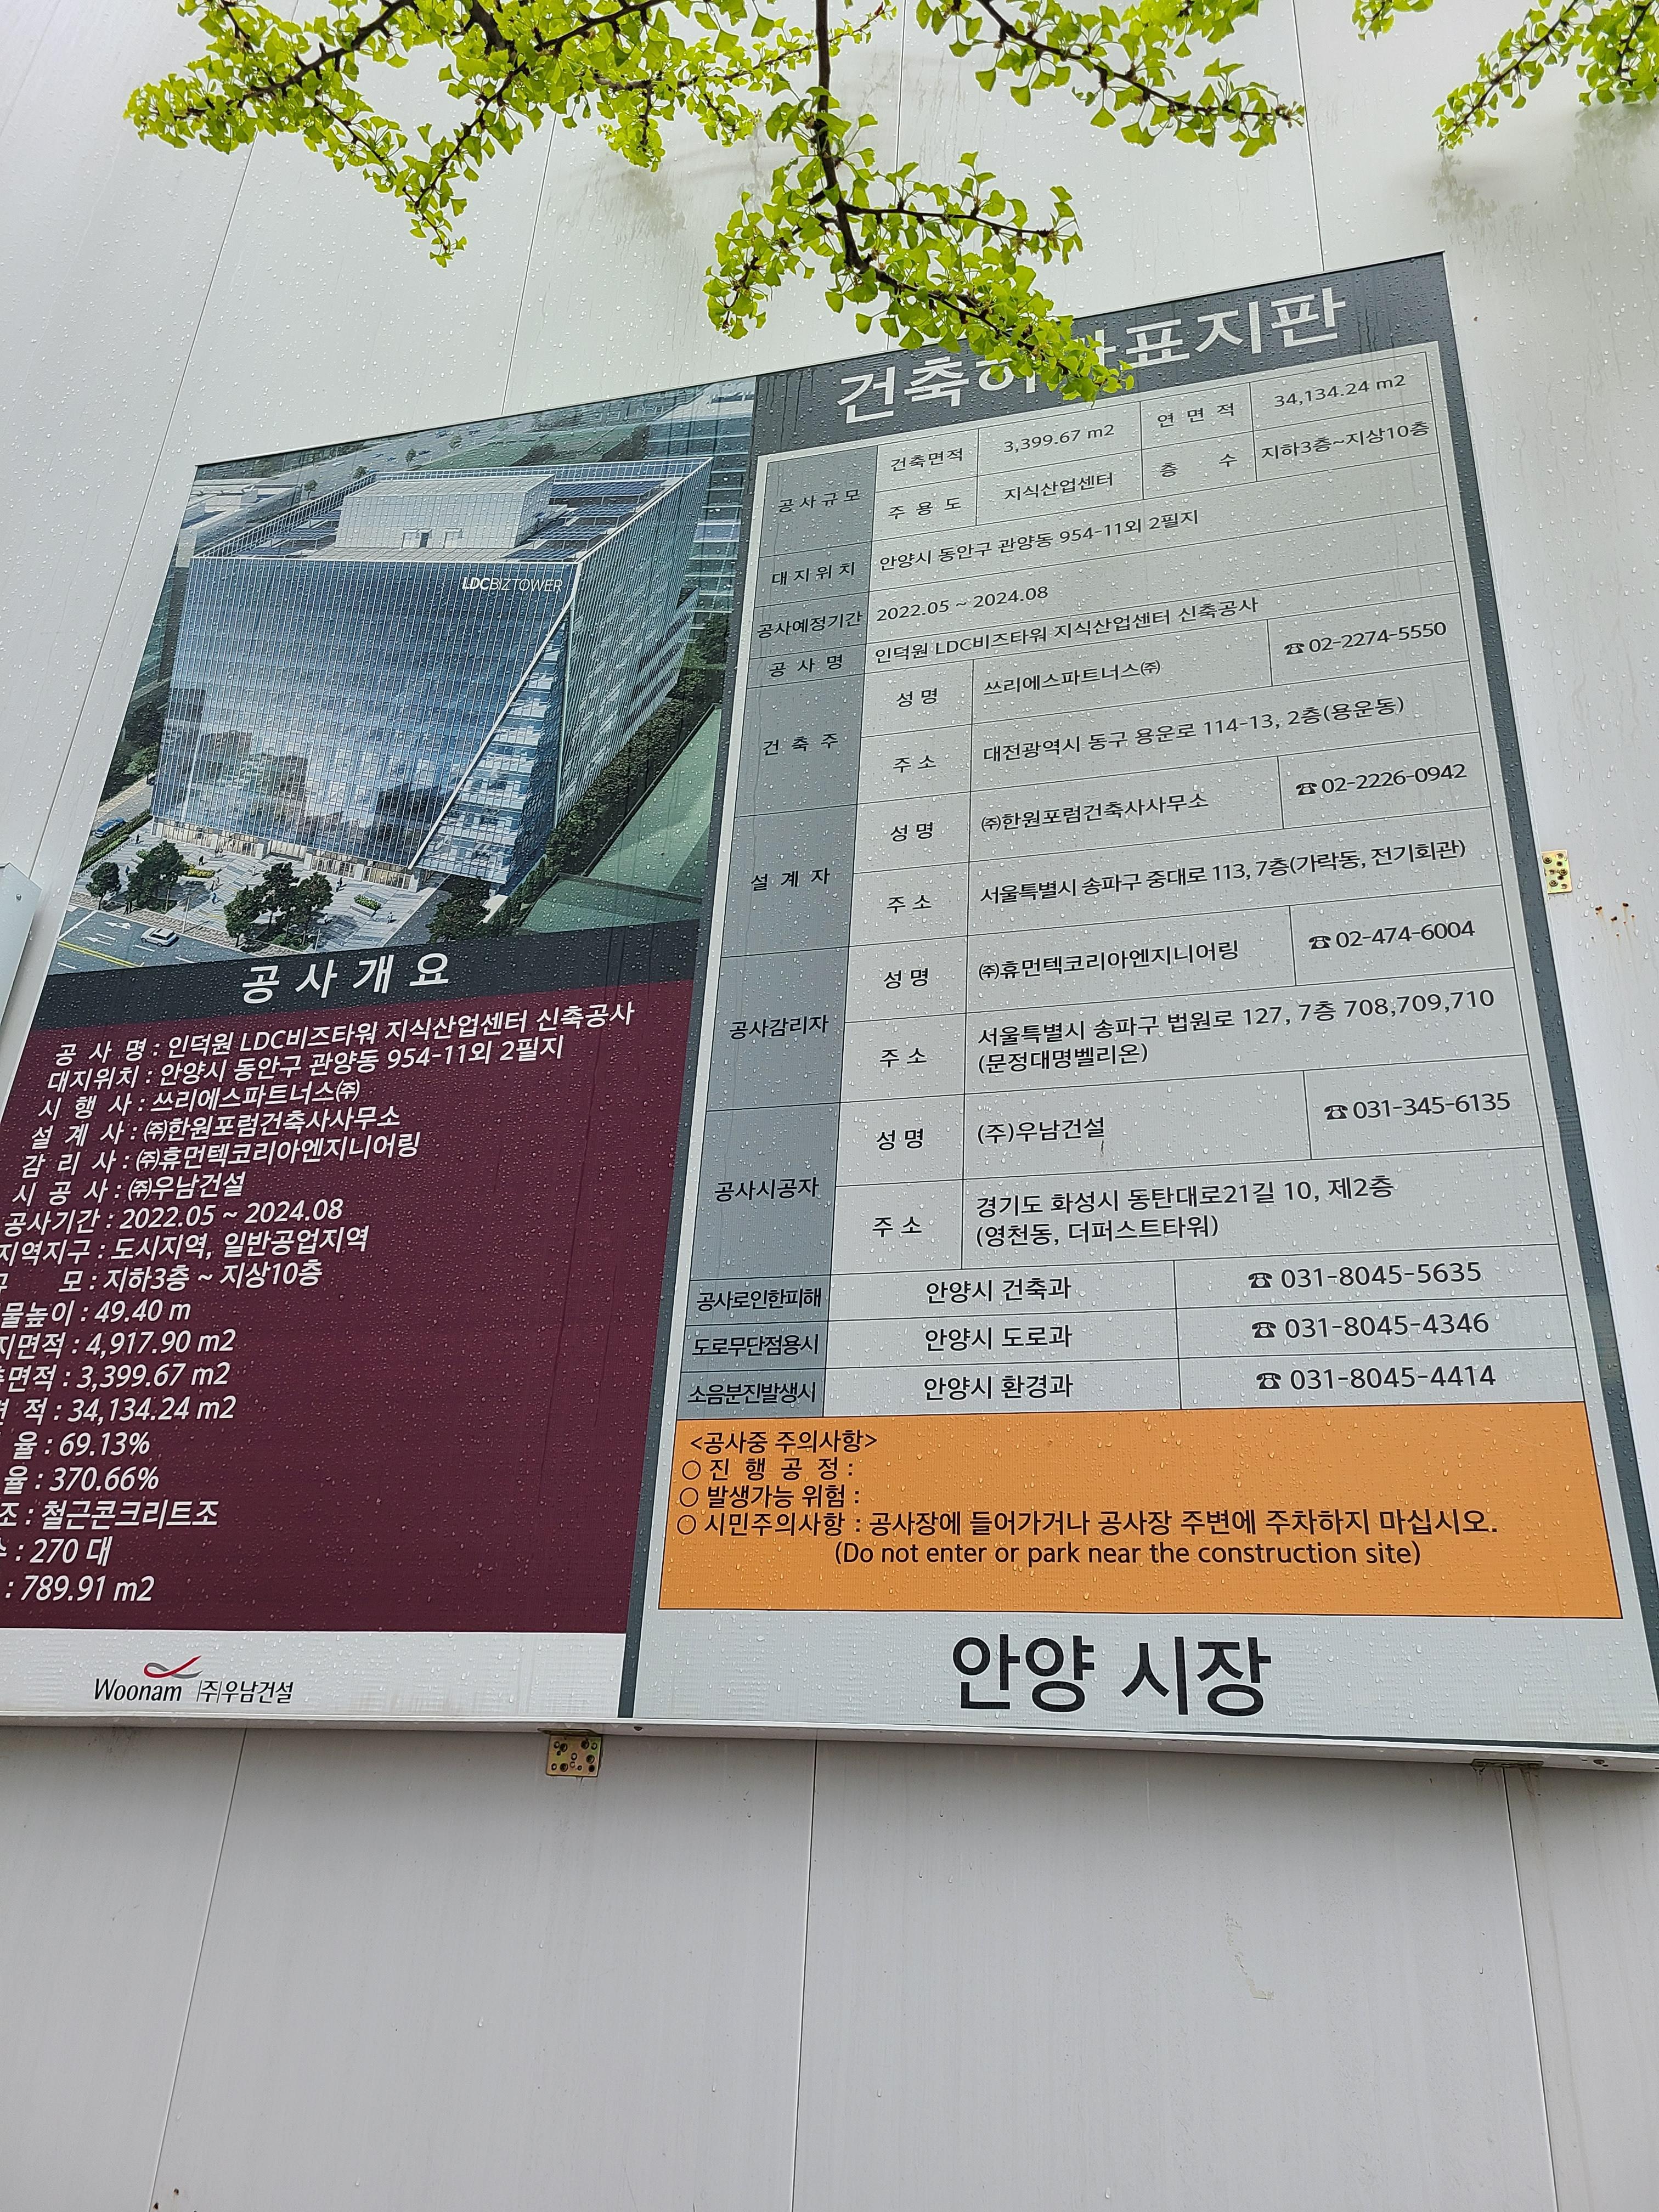 LDCBIZTOWER
공사개요
공 사 명 : 인덕원 LDC비즈타워 지식산업센터 신축공사
대지위치 : 안양시 동안구 관양동 954-11외 2필지
시 행 사 : 쓰리에스파트너스㈜
설 계 사 : ㈜한원포럼건축사사무소
감 리 사 : ㈜휴먼텍코리아엔지니어링
시 공 사 : ㈜우남건설
공사기간 : 2022.05 ~ 2024.08
지역지구 : 도시지역, 일반공업지역
모 : 지하3층 ~ 지상10층
물높이 : 49.40 m
지면적 : 4,917.90 m2
면적 : 3,399.67 m2
적 : 34,134.24 m2
율 : 69.13%
율 : 370.66%
조 : 철근콘크리트조
: 270 대
: 789.91 m2
Woonam (주)우남건설
건축 표지판
공사규모 건축면적 3,399.67 m2 연 면 적 34,134.24 m2
주 용 도 지식산업센터 층 수 지하3층~지상10층
대지위치 안양시 동안구 관양동 954-11외 2필지
공사예정기간 2022.05 ~ 2024.08
공 사 명 인덕원 LDC비즈타워 지식산업센터 신축공사
건 축 주 성 명 쓰리에스파트너스㈜ ☎ 02-2274-5550
주 소 대전광역시 동구 용운로 114-13, 2층(용운동)
설 계 자 성 명 ㈜한원포럼건축사사무소 ☎ 02-2226-0942
주 소 서울특별시 송파구 중대로 113, 7층(가락동, 전기회관)
공사감리자 성 명 ㈜휴먼텍코리아엔지니어링 ☎ 02-474-6004
주 소 서울특별시 송파구 법원로 127, 7층 708,709,710
(문정대명벨리온)
공사시공자 성 명 (주)우남건설 ☎ 031-345-6135
주 소 경기도 화성시 동탄대로21길 10, 제2층
(영천동, 더퍼스트타워)
공사로인한피해 안양시 건축과 ☎ 031-8045-5635
도로무단점용시 안양시 도로과 ☎ 031-8045-4346
소음분진발생시 안양시 환경과 ☎ 031-8045-4414
<공사중 주의사항>
○ 진 행 공 정 :
○ 발생가능 위험 :
○ 시민주의사항 : 공사장에 들어가거나 공사장 주변에 주차하지 마십시오.
(Do not enter or park near the construction site)
안양 시장